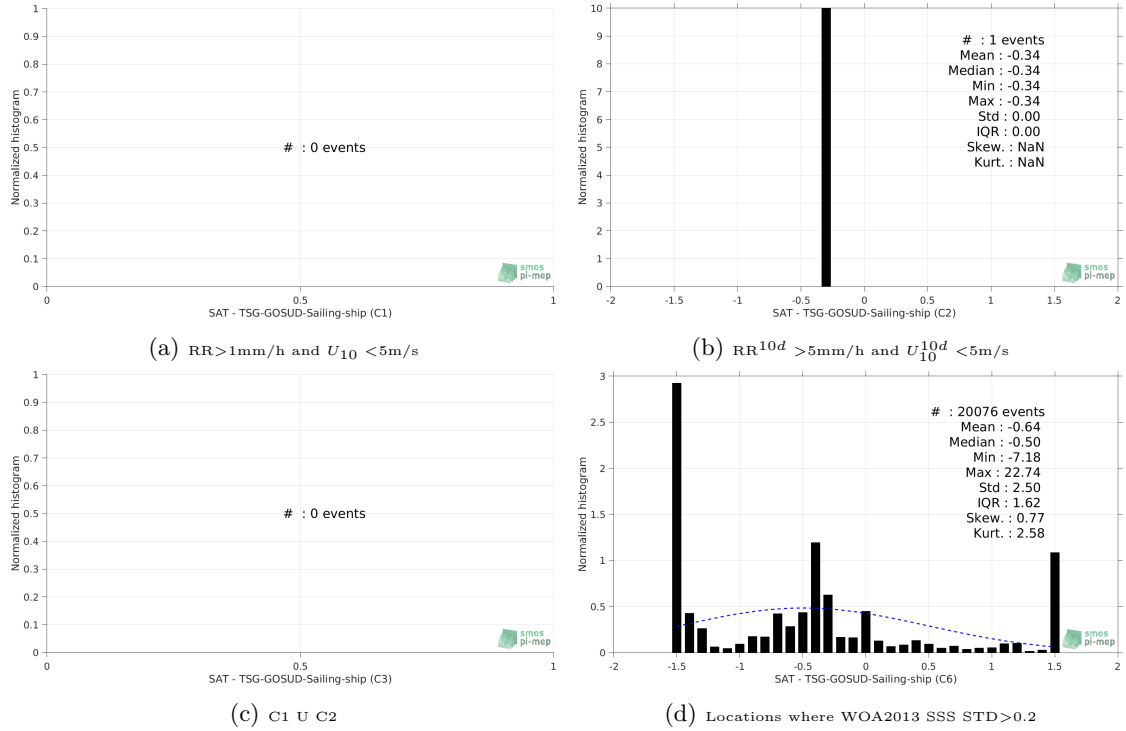 1
0.9
0.8
0.7
0.6
0.5
0.4
0.3
0.2
0.1
0
Normalized histogram
# : 0 events
smos
pi-mep
0 0.5 1
SAT - TSG-GOSUD-Sailing-ship (C1)
(a) RR>1mm/h and U10 <5m/s
10
9
8
7
6
5
4
3
2
1
0
Normalized histogram
# : 1 events
Mean : -0.34
Median : -0.34
Min : -0.34
Max : -0.34
Std : 0.00
IQR : 0.00
Skew. : NaN
Kurt. : NaN
smos
pi-mep
-2 -1.5 -1 -0.5 0 0.5 1 1.5 2
SAT - TSG-GOSUD-Sailing-ship (C2)
(b) RR^10d >5mm/h and U_10^10d <5m/s
1
0.9
0.8
0.7
0.6
0.5
0.4
0.3
0.2
0.1
0
Normalized histogram
# : 0 events
smos
pi-mep
0 0.5 1
SAT - TSG-GOSUD-Sailing-ship (C3)
(c) C1 U C2
3
2.5
2
1.5
1
0.5
0
Normalized histogram
# : 20076 events
Mean : -0.64
Median : -0.50
Min : -7.18
Max : 22.74
Std : 2.50
IQR : 1.62
Skew. : 0.77
Kurt. : 2.58
smos
pi-mep
-2 -1.5 -1 -0.5 0 0.5 1 1.5 2
SAT - TSG-GOSUD-Sailing-ship (C6)
(d) Locations where WOA2013 SSS STD>0.2